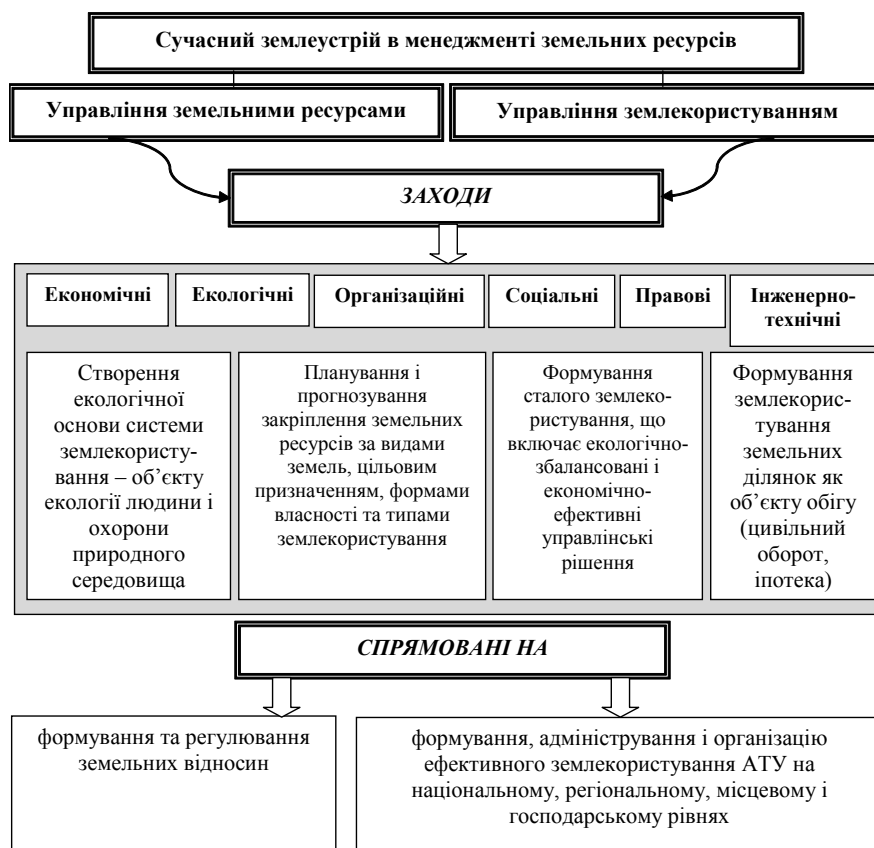 Сучасний землеустрій в менеджменті земельних ресурсів
Управління земельними ресурсами
Управління землекористуванням
ЗАХОДИ
Економічні
Екологічні
Організаційні
Соціальні
Правові
Інженерно-
технічні
Створення
екологічної
основи системи
землекористу-
вання – об’єкту
екології людини і
охорони
природного
середовища
Планування і
прогнозування
закріплення земельних
ресурсів за видами
земель, цільовим
призначенням, формами
власності та типами
землекористування
Формування
сталого землеко-
ристування, що
включає екологічно-
збалансовані і
економічно-
ефективні
управлінські
рішення
Формування
землекорис-
тування
земельних
ділянок як
об’єкту обігу
(цивільний
оборот,
іпотека)
СПРЯМОВАНІ НА
формування та регулювання
земельних відносин
формування, адміністрування і організацію
ефективного землекористування АТУ на
національному, регіональному, місцевому і
господарському рівнях